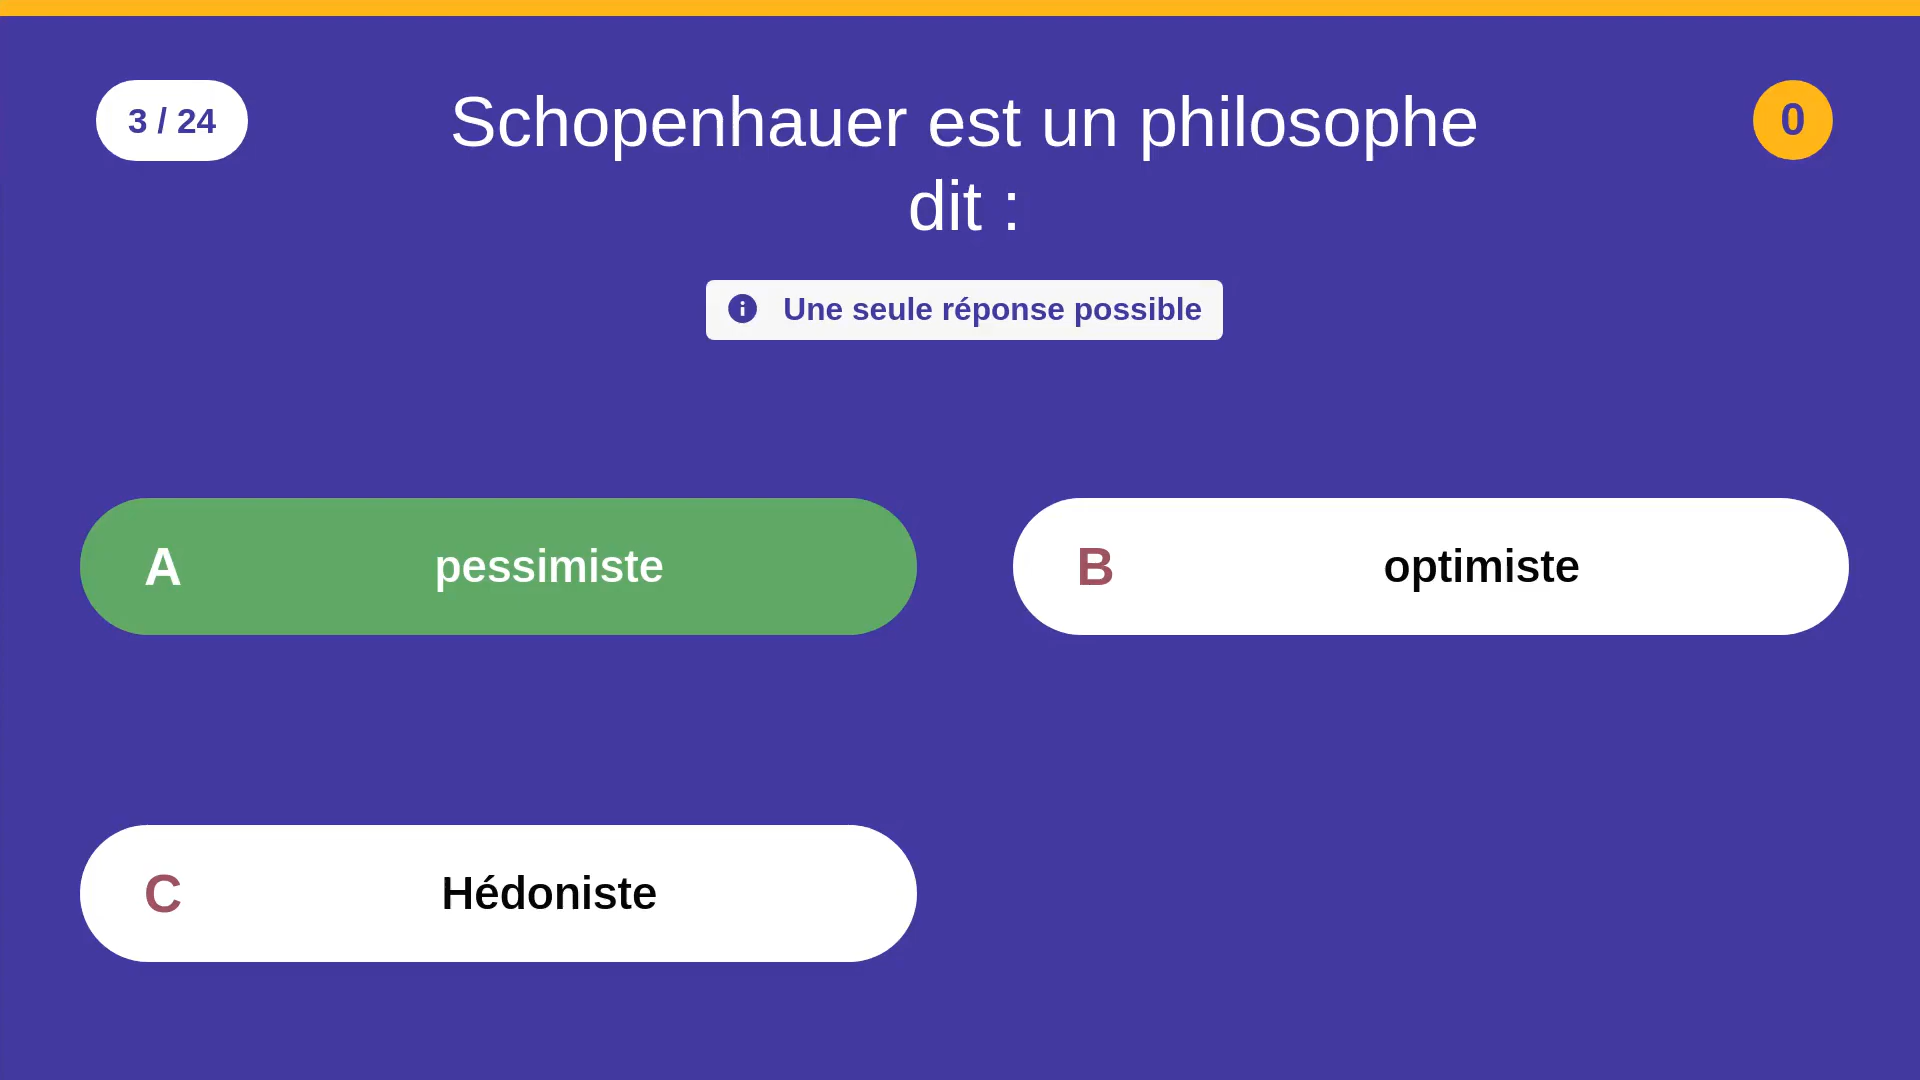 3 / 24
Schopenhauer est un philosophe
dit :
0
Une seule réponse possible
A pessimiste
B optimiste
C Hédoniste